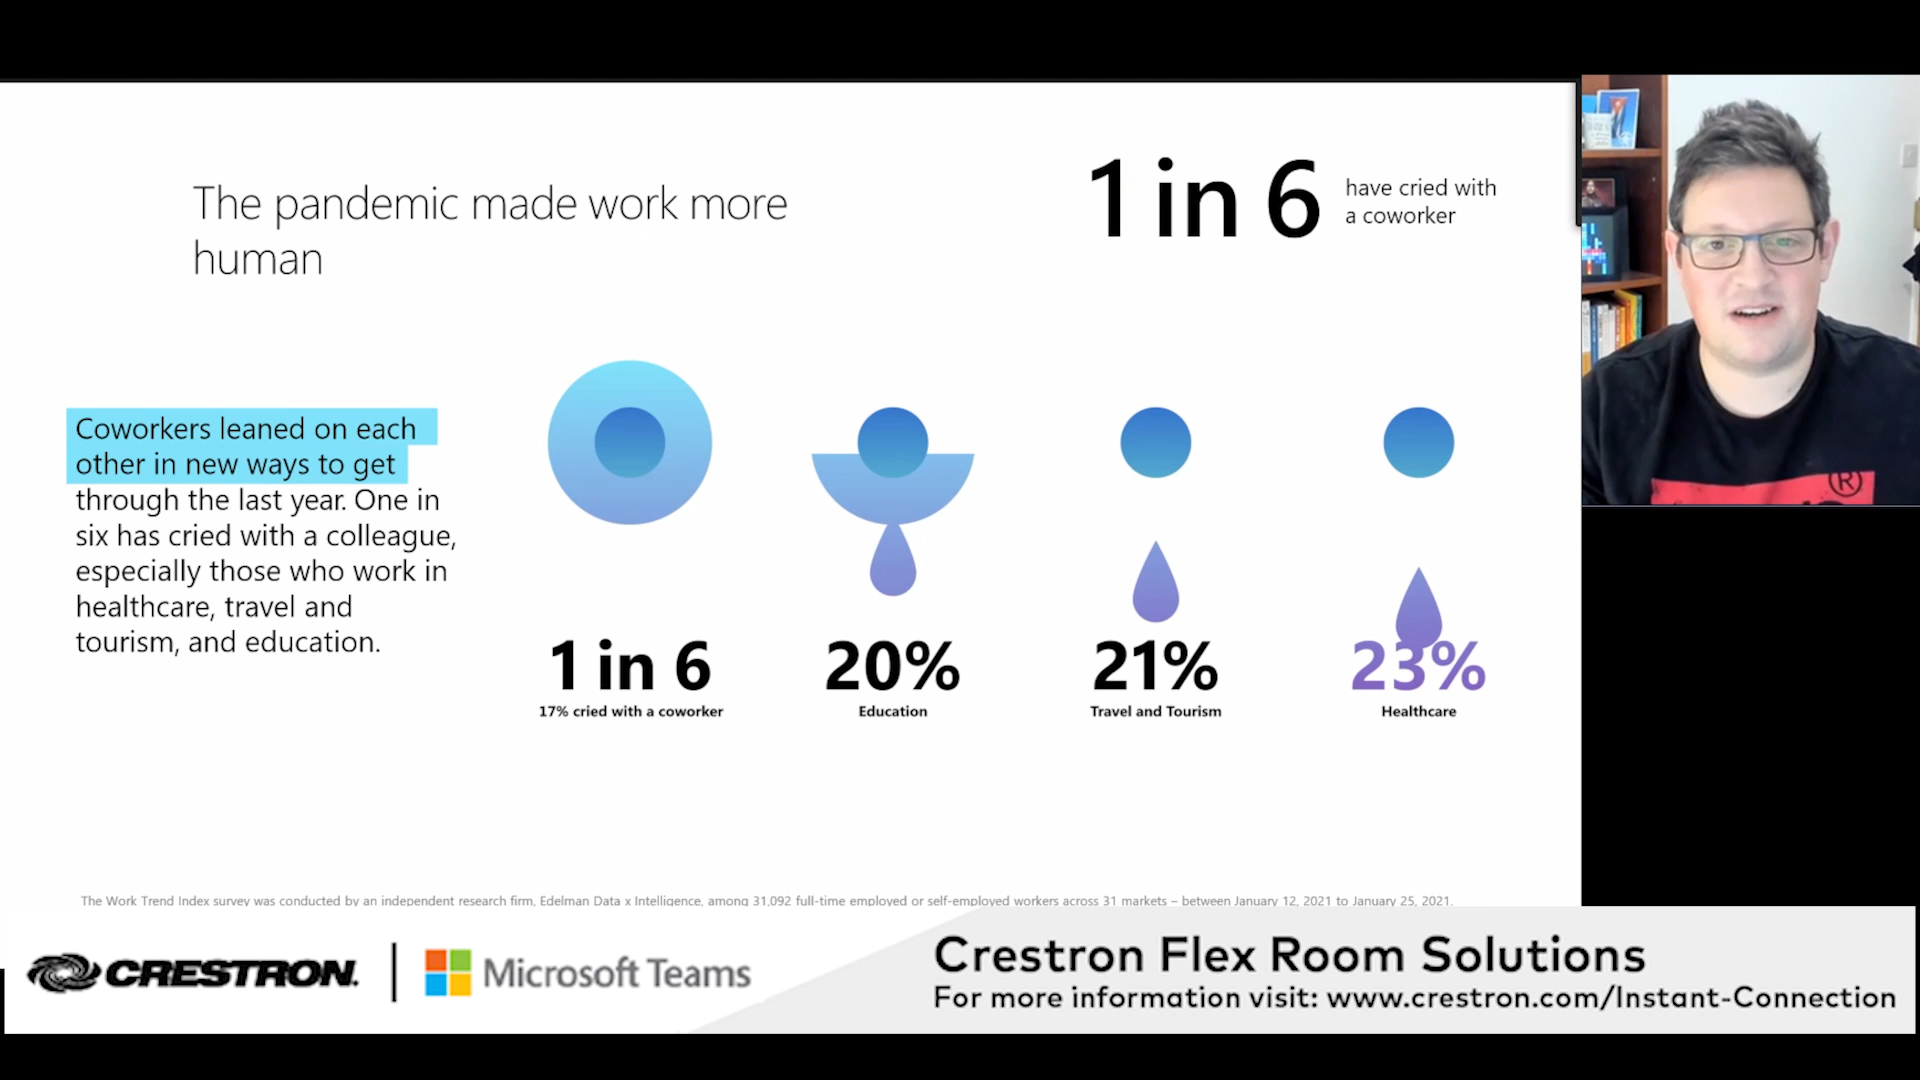 The pandemic made work more
human
1 in 6
have cried with
a coworker
Coworkers leaned on each
other in new ways to get
through the last year. One in
six has cried with a colleague,
especially those who work in
healthcare, travel and
tourism, and education.
1 in 6
17% cried with a coworker
20%
Education
21%
Travel and Tourism
23%
Healthcare
The Work Trend Index survey was conducted by an independent research firm, Edelman Data x Intelligence, among 31,092 full-time employed or self-employed workers across 31 markets – between January 12, 2021 to January 25, 2021.
®
CRESTRON.
Microsoft Teams
Crestron Flex Room Solutions
For more information visit: www.crestron.com/Instant-Connection